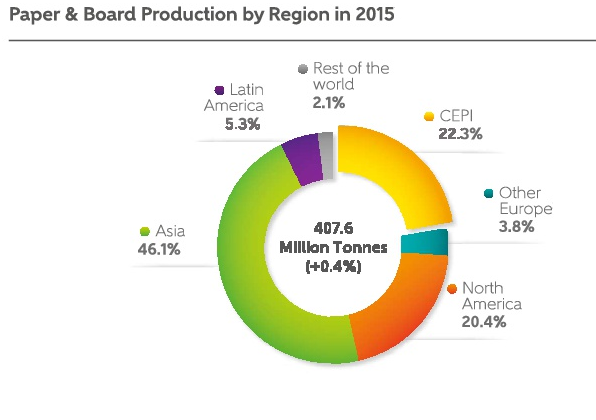 Paper & Board Production by Region in 2015
Rest of the
world
2.1%
Latin
America
5.3%
CEPI
22.3%
Other
Europe
3.8%
Asia
46.1%
407.6
Million Tonnes
(+0.4%)
North
America
20.4%